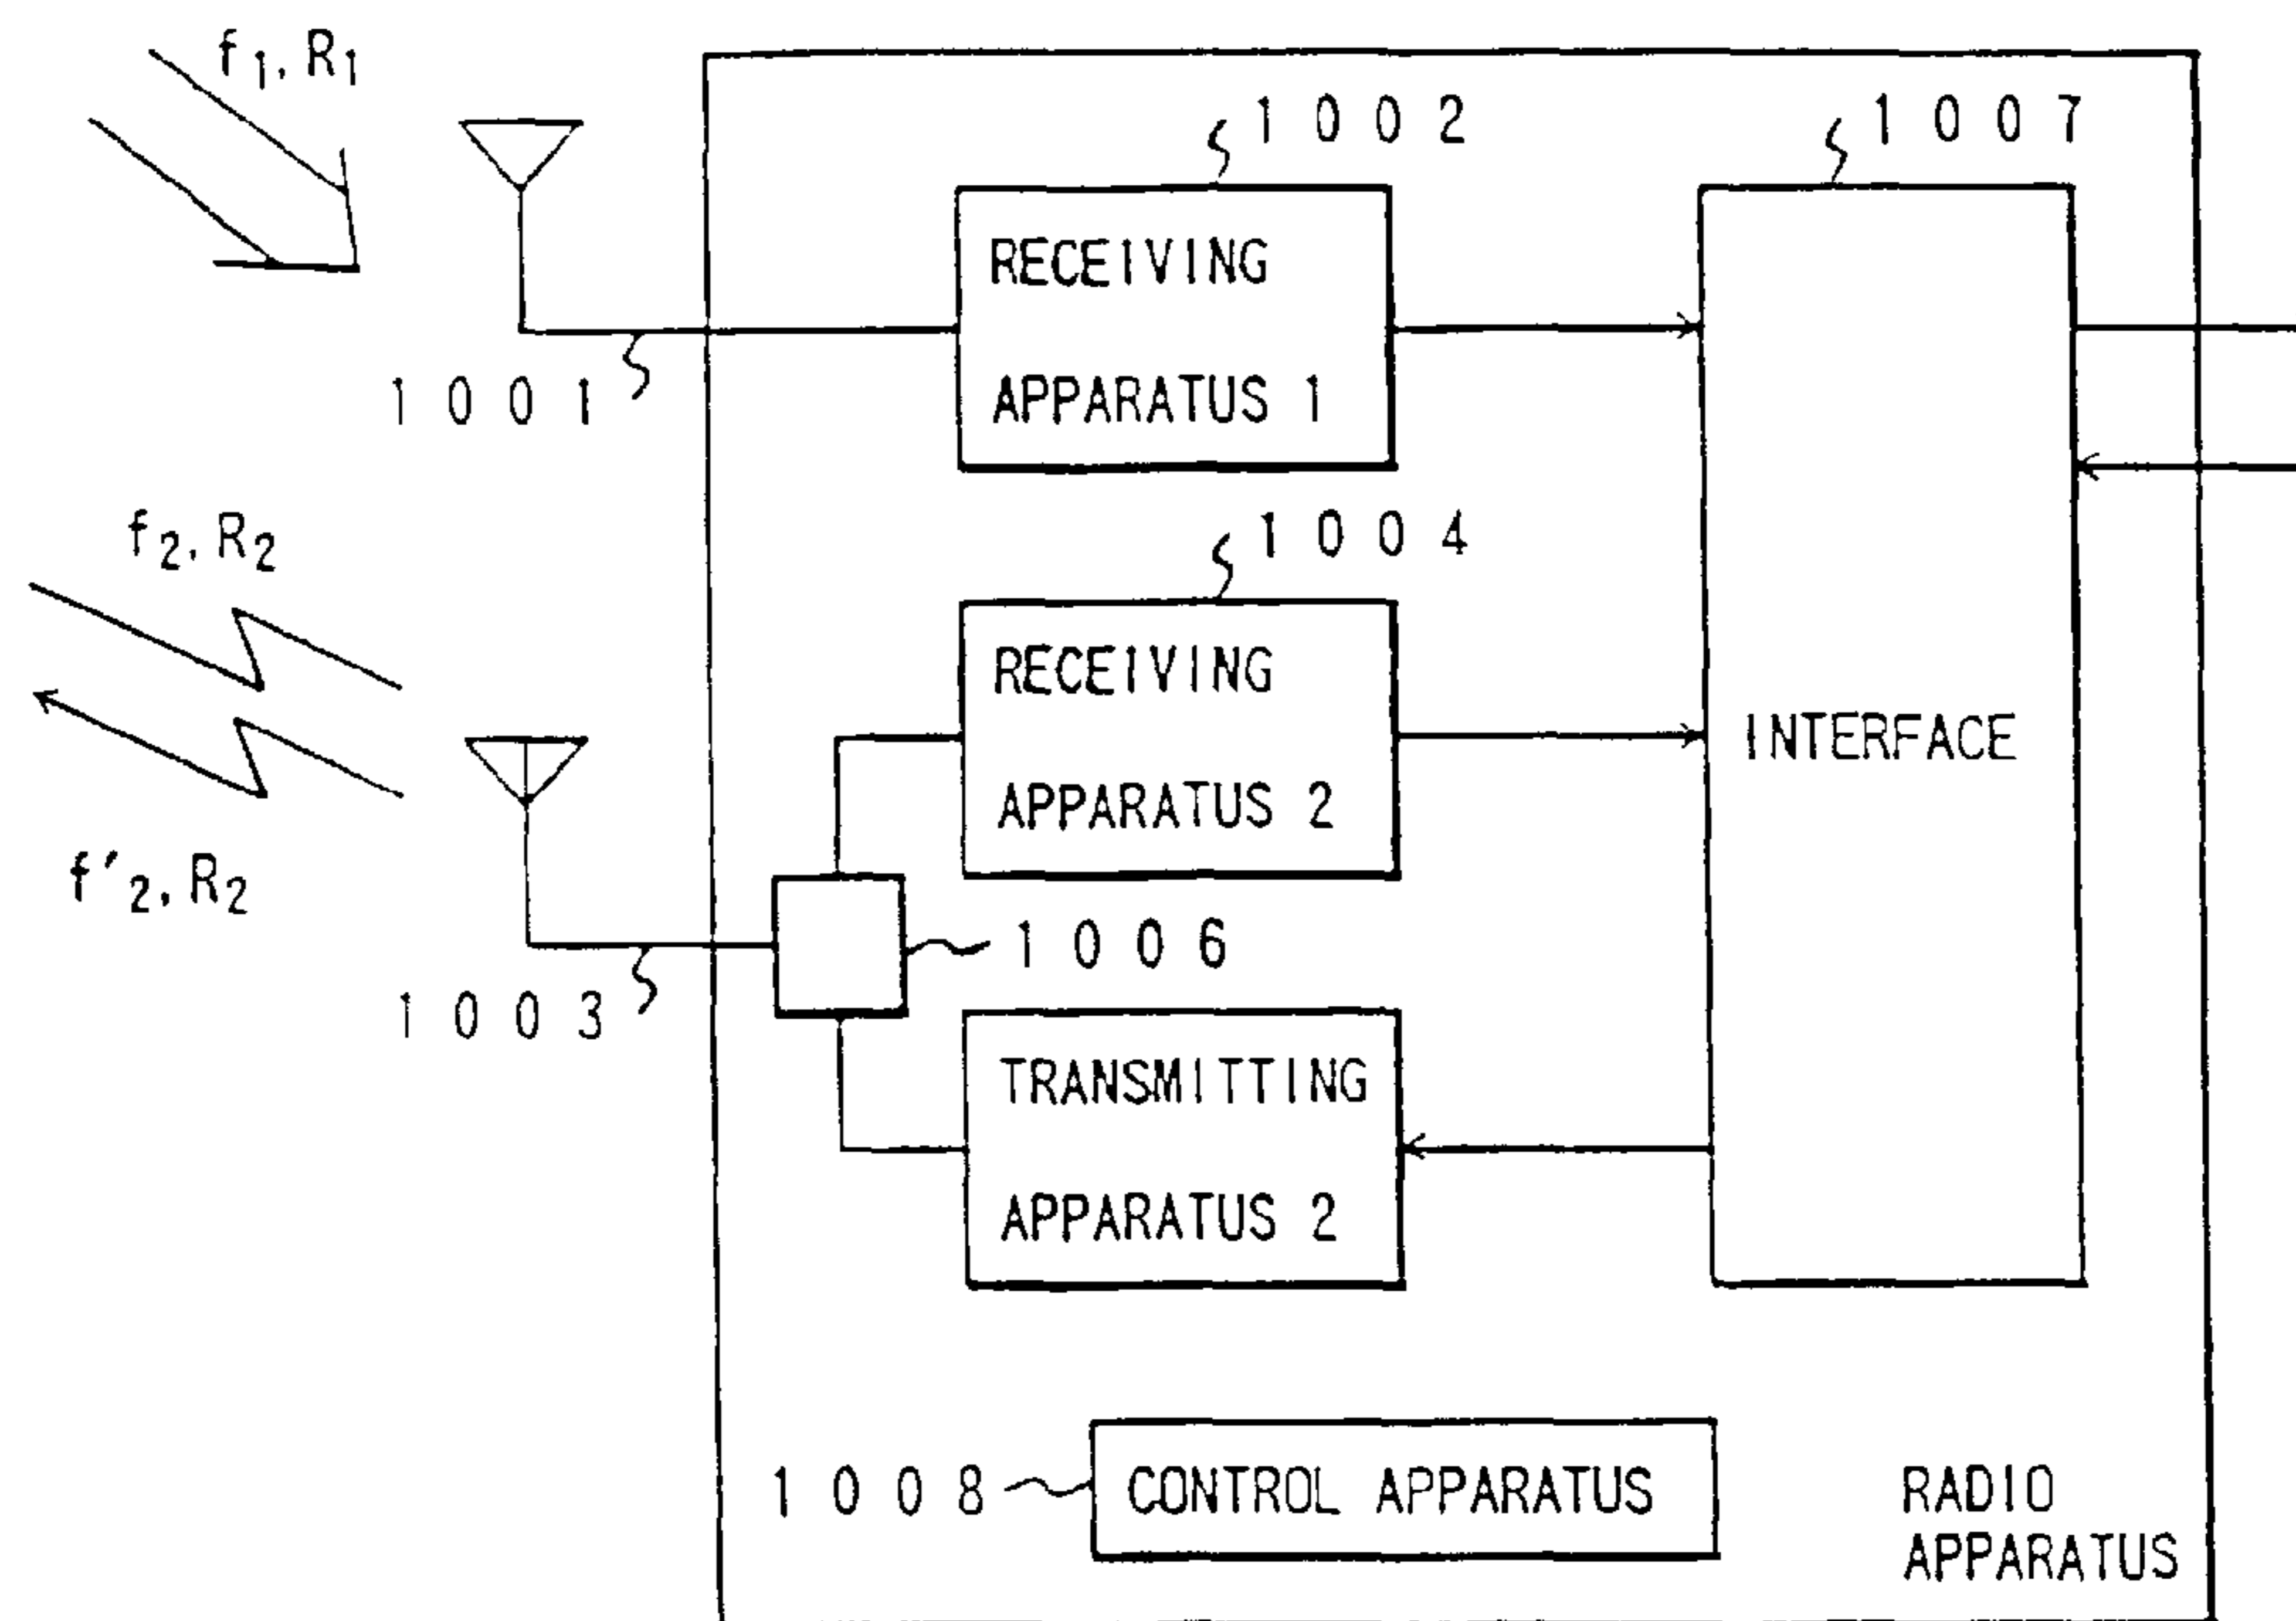 f1, R1
1002
1007
RECEIVING
APPARATUS 1
1001
1004
f2, R2
RECEIVING
APPARATUS 2
INTERFACE
f'2, R2
1006
1003
TRANSMITTING
APPARATUS 2
1008
CONTROL APPARATUS
RADIO
APPARATUS